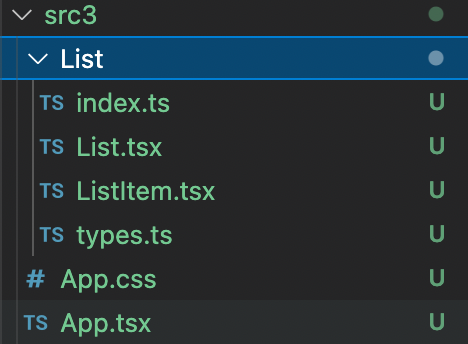 src3
List
TS index.ts U
TS List.tsx U
TS ListItem.tsx U
TS types.ts U
# App.css U
TS App.tsx U